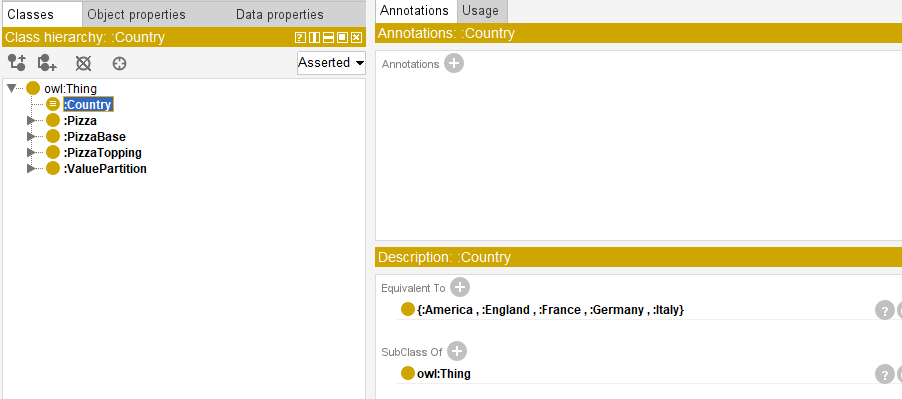 Classes Object properties Data properties
Class hierarchy: :Country
Asserted
owl:Thing
:Country
:Pizza
:PizzaBase
:PizzaTopping
:ValuePartition
Annotations Usage
Annotations: :Country
Annotations
Description: :Country
Equivalent To
{:America , :England , :France , :Germany , :Italy}
SubClass Of
owl:Thing